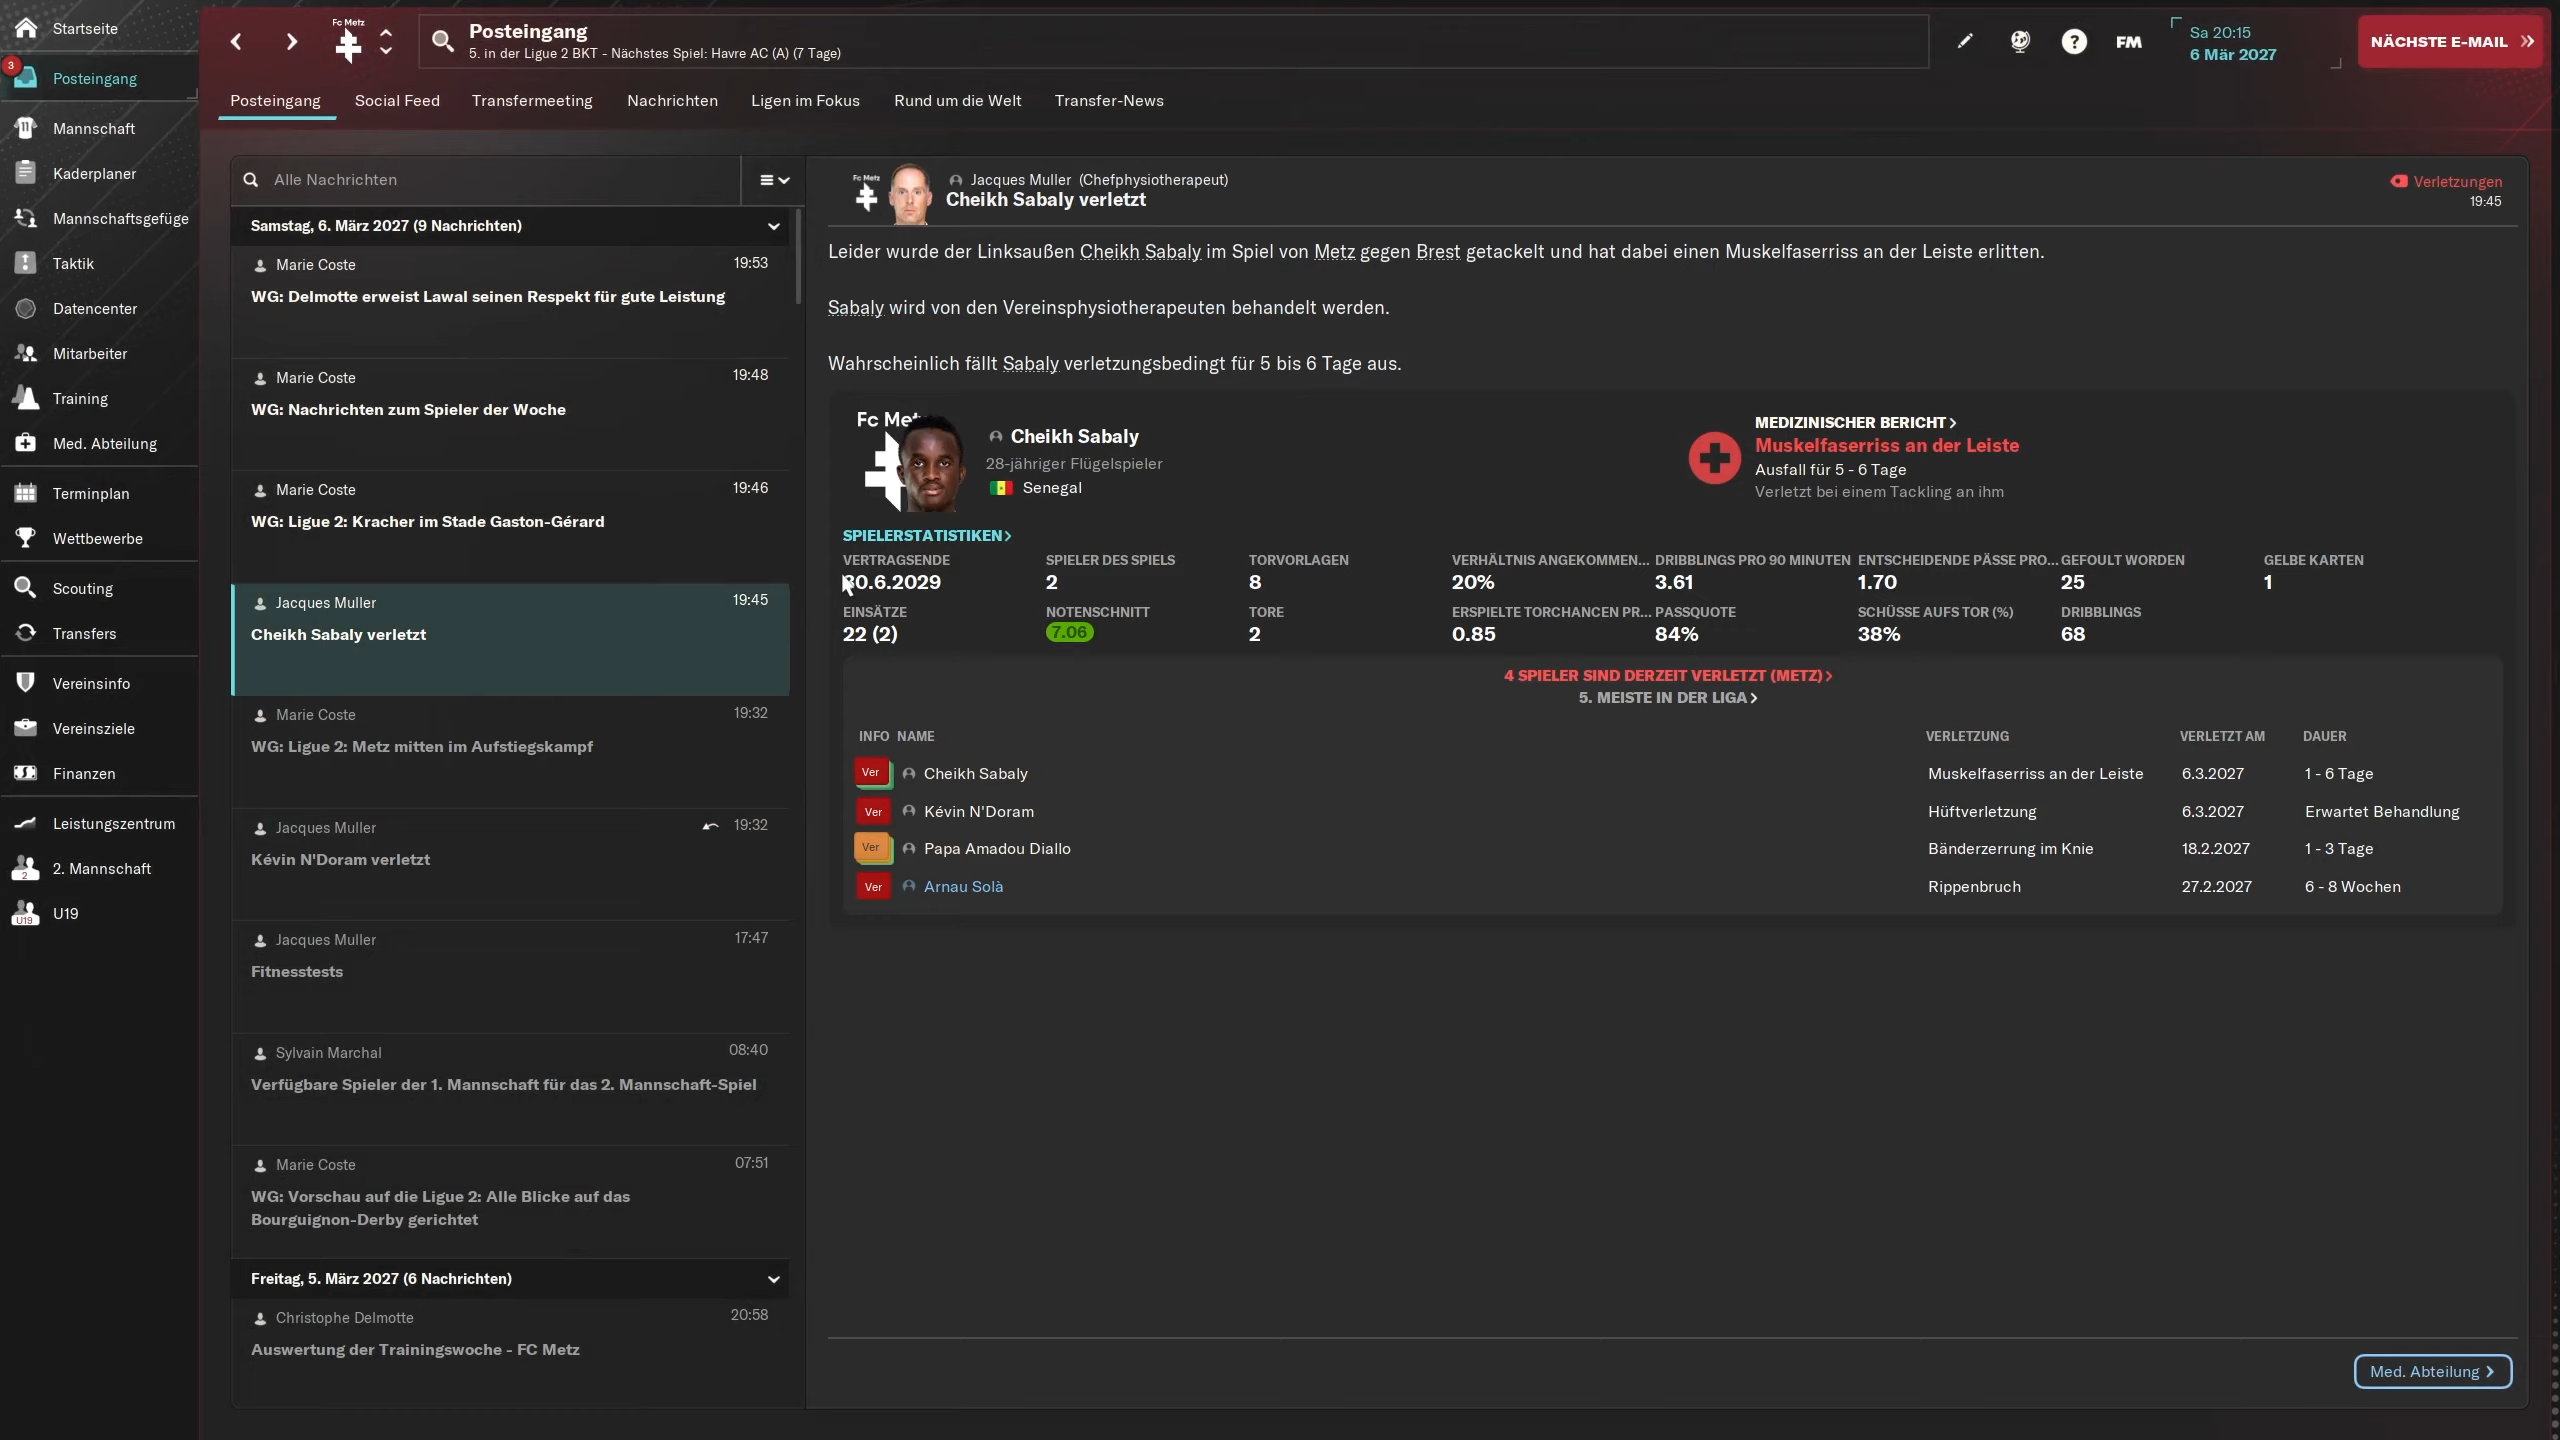 Startseite
3
Posteingang
Mannschaft
Kaderplaner
Mannschaftsgefüge
Taktik
Datencenter
Mitarbeiter
Training
Med. Abteilung
Terminplan
Wettbewerbe
Scouting
Transfers
Vereinsinfo
Vereinsziele
Finanzen
Leistungszentrum
2
2. Mannschaft
U19
U19
Fc Metz
Posteingang
5. in der Ligue 2 BKT - Nächstes Spiel: Havre AC (A) (7 Tage)
?
FM
Sa 20:15
6 Mär 2027
NÄCHSTE E-MAIL
Posteingang Social Feed Transfermeeting Nachrichten Ligen im Fokus Rund um die Welt Transfer-News
Alle Nachrichten
Samstag, 6. März 2027 (9 Nachrichten)
Marie Coste 19:53
WG: Delmotte erweist Lawal seinen Respekt für gute Leistung
Marie Coste 19:48
WG: Nachrichten zum Spieler der Woche
Marie Coste 19:46
WG: Ligue 2: Kracher im Stade Gaston-Gérard
Jacques Muller 19:45
Cheikh Sabaly verletzt
Marie Coste 19:32
WG: Ligue 2: Metz mitten im Aufstiegskampf
Jacques Muller 19:32
Kévin N'Doram verletzt
Jacques Muller 17:47
Fitnesstests
Sylvain Marchal 08:40
Verfügbare Spieler der 1. Mannschaft für das 2. Mannschaft-Spiel
Marie Coste 07:51
WG: Vorschau auf die Ligue 2: Alle Blicke auf das
Bourguignon-Derby gerichtet
Freitag, 5. März 2027 (6 Nachrichten)
Christophe Delmotte 20:58
Auswertung der Trainingswoche - FC Metz
Fc Metz
Jacques Muller (Chefphysiotherapeut)
Cheikh Sabaly verletzt
Verletzungen
19:45
Leider wurde der Linksaußen Cheikh Sabaly im Spiel von Metz gegen Brest getackelt und hat dabei einen Muskelfaserriss an der Leiste erlitten.
Sabaly wird von den Vereinsphysiotherapeuten behandelt werden.
Wahrscheinlich fällt Sabaly verletzungsbedingt für 5 bis 6 Tage aus.
Fc Metz
Cheikh Sabaly
28-jähriger Flügelspieler
Senegal
MEDIZINISCHER BERICHT
Muskelfaserriss an der Leiste
Ausfall für 5 - 6 Tage
Verletzt bei einem Tackling an ihm
SPIELERSTATISTIKEN
VERTRAGSENDE SPIELER DES SPIELS TORVORLAGEN VERHÄLTNIS ANGEKOMMEN... DRIBBLINGS PRO 90 MINUTEN ENTSCHEIDENDE PÄSSE PRO... GEFOULT WORDEN GELBE KARTEN
30.6.2029 2 8 20% 3.61 1.70 25 1
EINSÄTZE NOTENSCHNITT TORE ERSPIELTE TORCHANCEN PR... PASSQUOTE SCHÜSSE AUFS TOR (%) DRIBBLINGS
22 (2) 7.06 2 0.85 84% 38% 68
4 SPIELER SIND DERZEIT VERLETZT (METZ)
5. MEISTE IN DER LIGA
INFO NAME VERLETZUNG VERLETZT AM DAUER
Ver Cheikh Sabaly Muskelfaserriss an der Leiste 6.3.2027 1 - 6 Tage
Ver Kévin N'Doram Hüftverletzung 6.3.2027 Erwartet Behandlung
Ver Papa Amadou Diallo Bänderzerrung im Knie 18.2.2027 1 - 3 Tage
Ver Arnau Solà Rippenbruch 27.2.2027 6 - 8 Wochen
Med. Abteilung